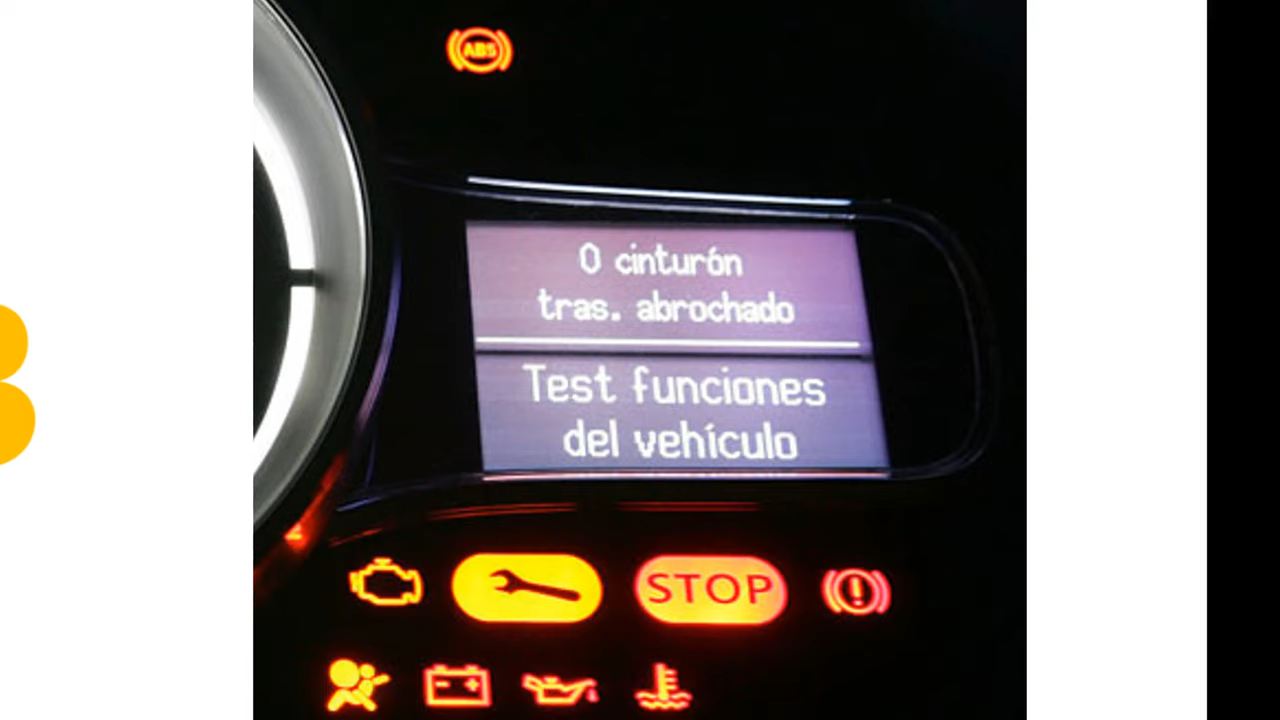 ABS
0 cinturón
tras. abrochado
Test funciones
del vehículo
STOP